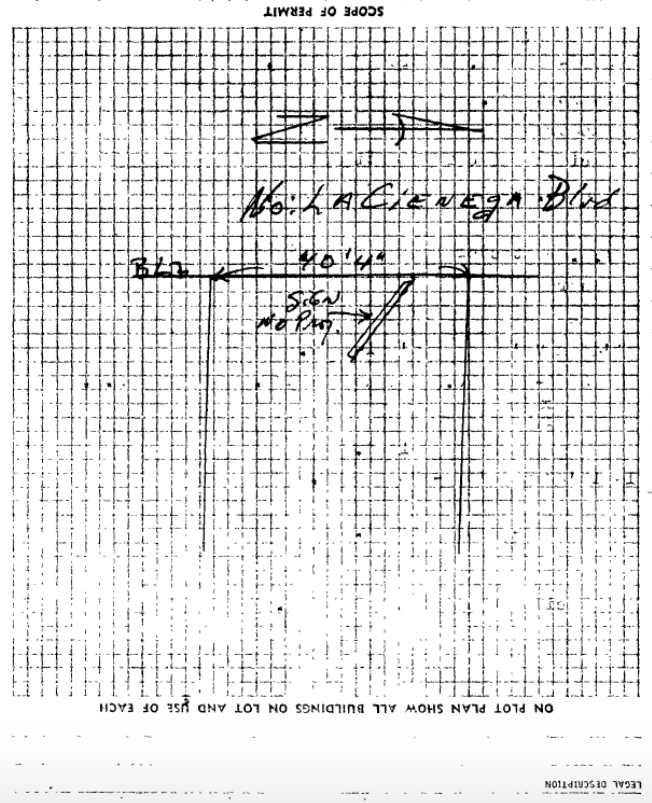 SCOPE OF PERMIT
No: LA CIENEGA Blvd
40'4"
SIGN
NO Proj.
ON PLOT PLAN SHOW ALL BUILDINGS ON LOT AND USE OF EACH
LEGAL DESCRIPTION